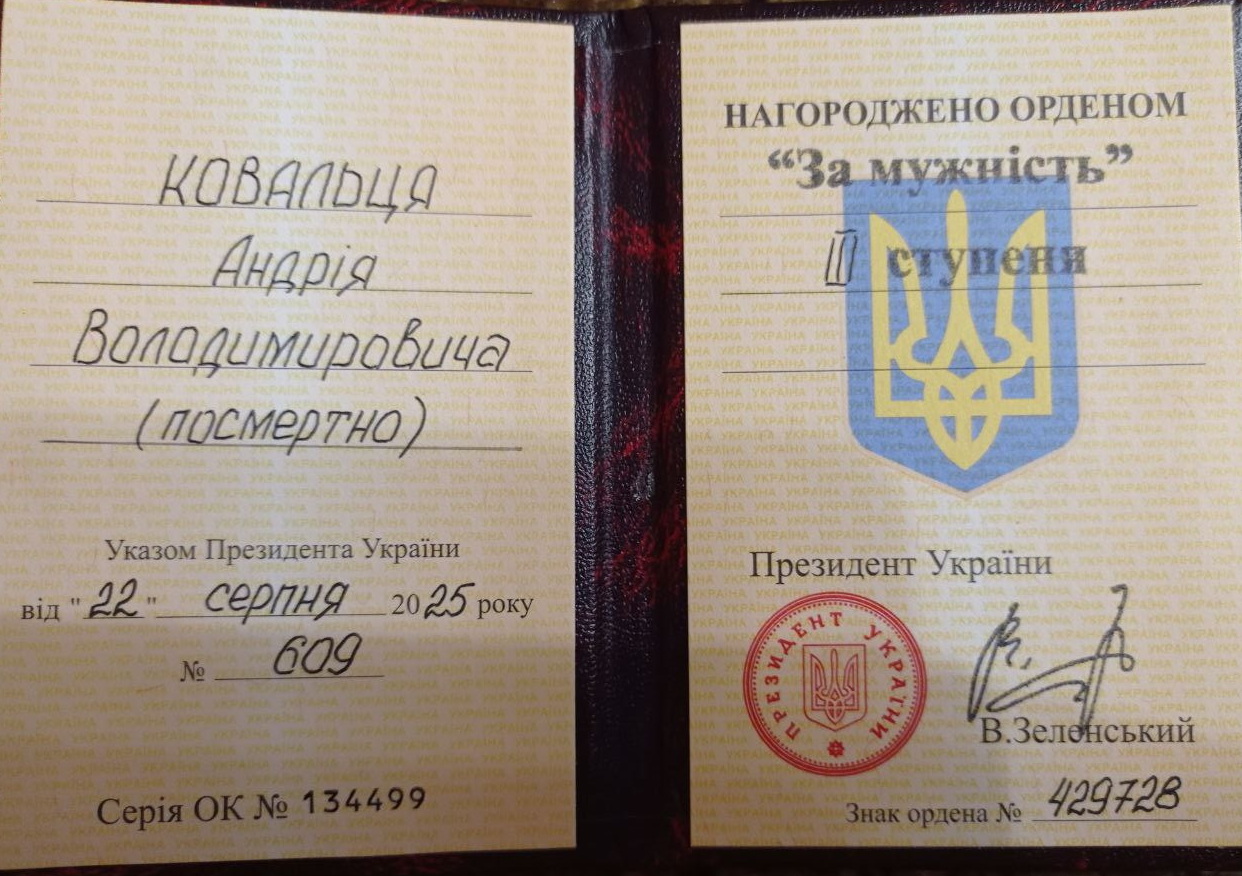 КОВАЛЬЦЯ
Андрія
Володимировича
(посмертно)
Указом Президента України
від "22" серпня 2025 року
№ 609
Серія ОК № 134499
НАГОРОДЖЕНО ОРДЕНОМ
“За мужність”
III ступеня
Президент України
ПРЕЗИДЕНТ УКРАЇНИ
В.Зеленський
Знак ордена № 429728